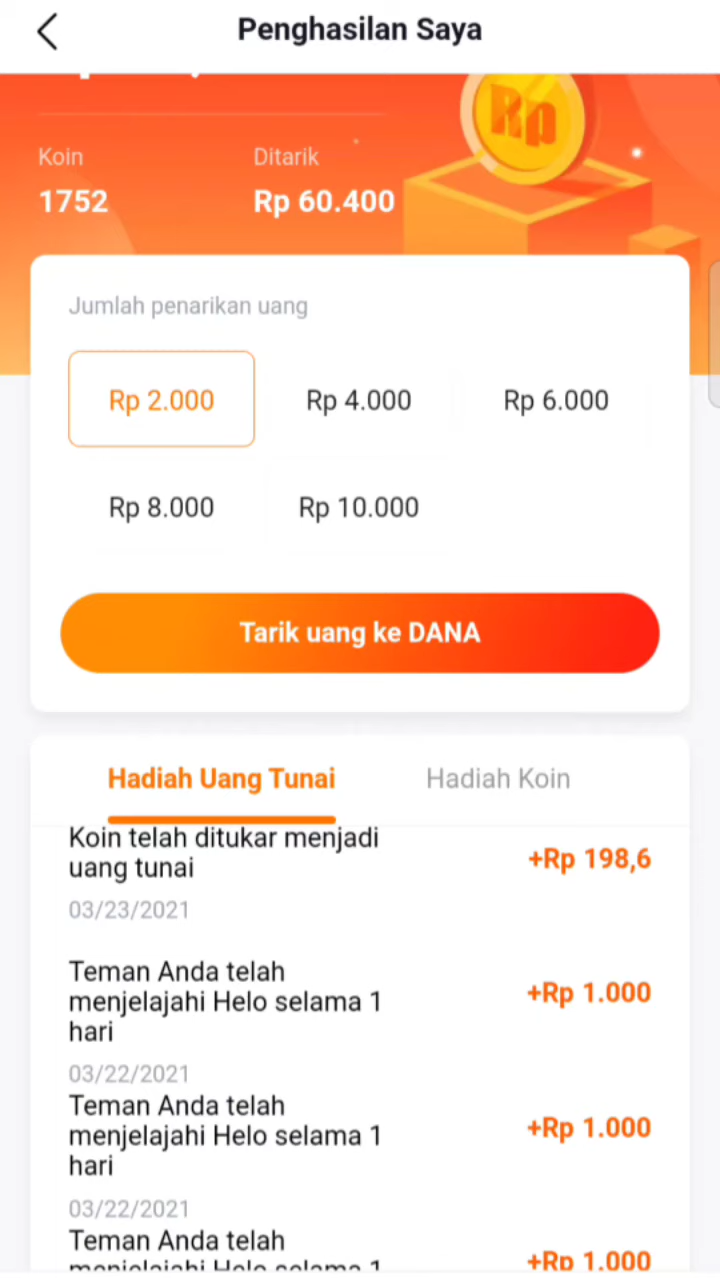 Penghasilan Saya
Rp
Koin
Ditarik
1752
Rp 60.400
Jumlah penarikan uang
Rp 2.000
Rp 4.000
Rp 6.000
Rp 8.000
Rp 10.000
Tarik uang ke DANA
Hadiah Uang Tunai
Hadiah Koin
Koin telah ditukar menjadi
uang tunai
+Rp 198,6
03/23/2021
Teman Anda telah
menjelajahi Helo selama 1
hari
+Rp 1.000
03/22/2021
Teman Anda telah
menjelajahi Helo selama 1
hari
+Rp 1.000
03/22/2021
Teman Anda telah
menjelajahi Helo selama 1
+Rp 1.000